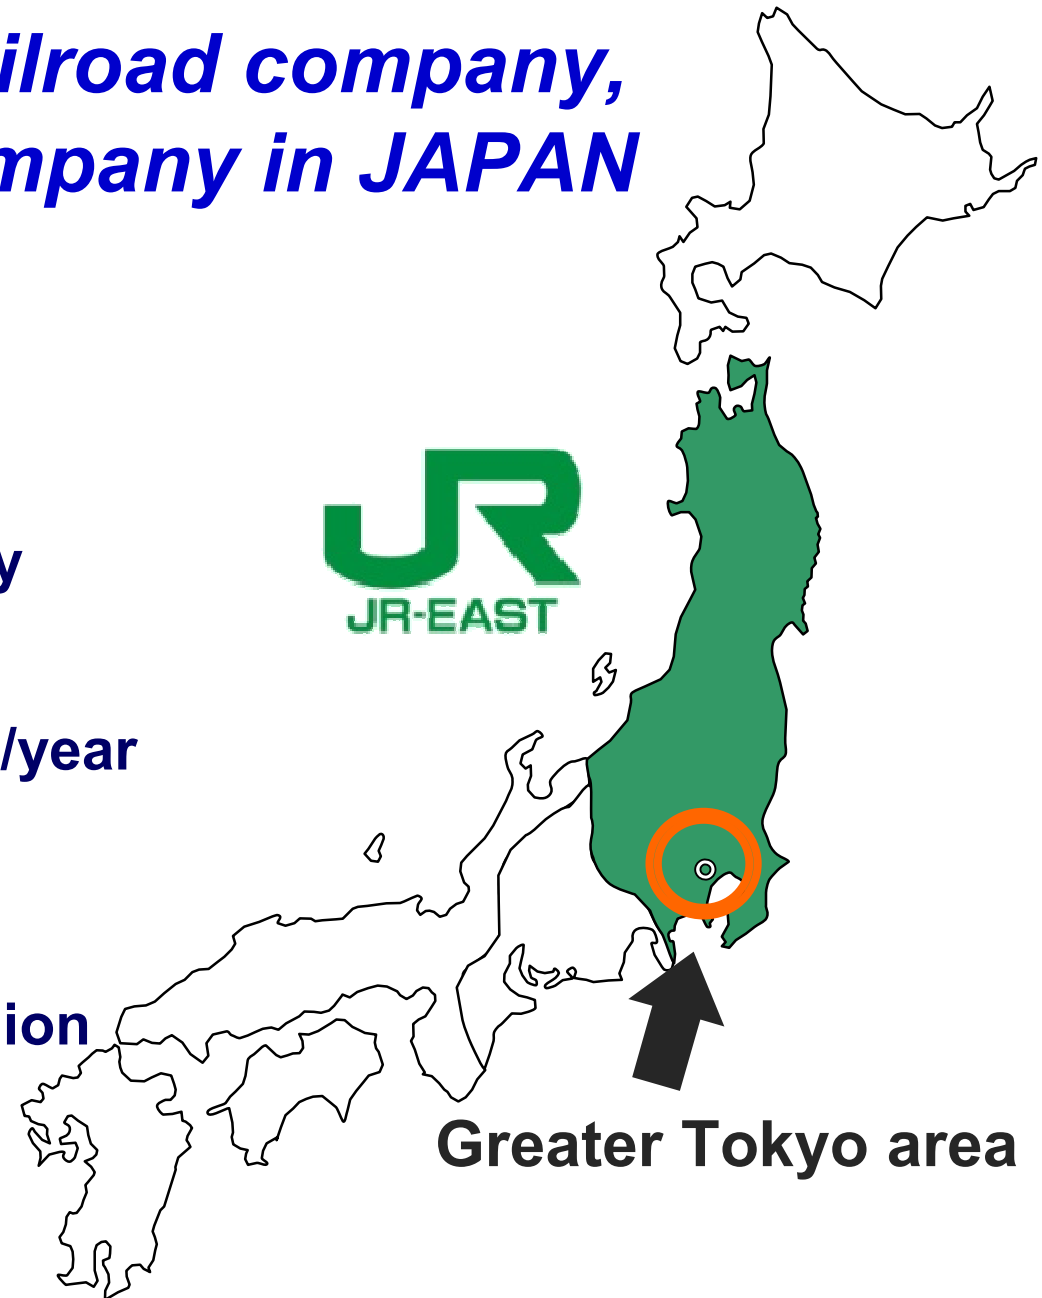 ilroad company,
mpany in JAPAN
JR
JR-EAST
y
/year
ion
Greater Tokyo area